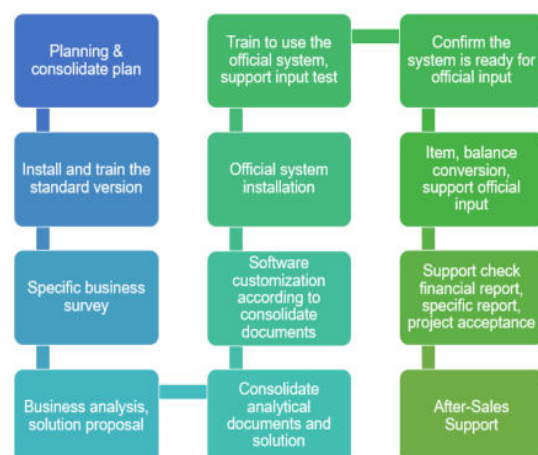 Planning &
consolidate plan
Install and train the
standard version
Specific business
survey
Business analysis,
solution proposal
Consolidate
analytical
documents and
solution
Software
customization
according to
consolidate
documents
Official system
installation
Train to use the
official system,
support input test
Confirm the
system is ready for
official input
Item, balance
conversion,
support official
input
Support check
financial report,
specific report,
project acceptance
After-Sales
Support